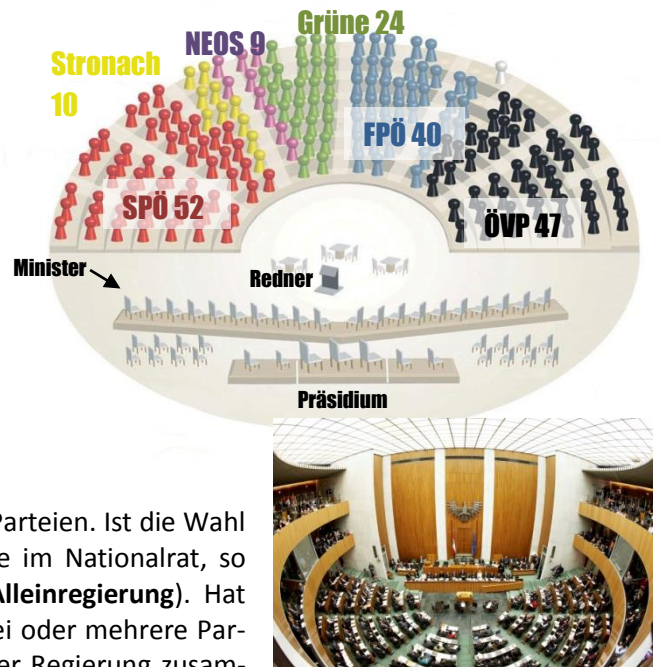 Grüne 24
NEOS 9
Stronach
10
FPÖ 40
SPÖ 52
ÖVP 47
Minister
Redner
Präsidium
Parteien. Ist die Wahl
e im Nationalrat, so
Alleinregierung). Hat
ei oder mehrere Par-
er Regierung zusam-